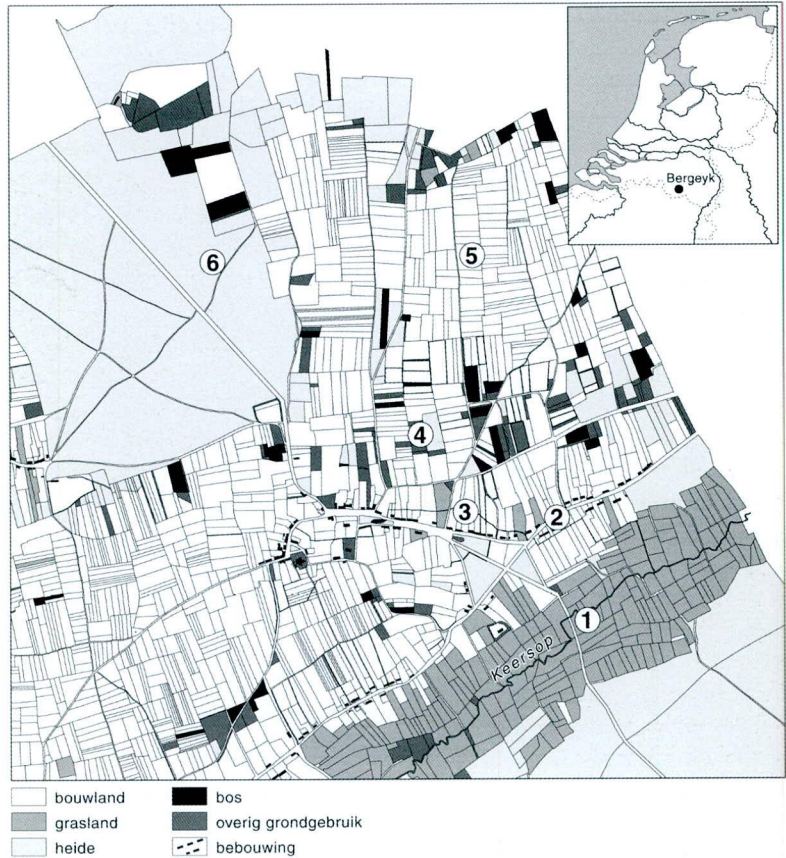 Bergeyk
6
5
4
3
2
1
Keersop
bouwland
grasland
heide
bos
overig grondgebruik
bebouwing